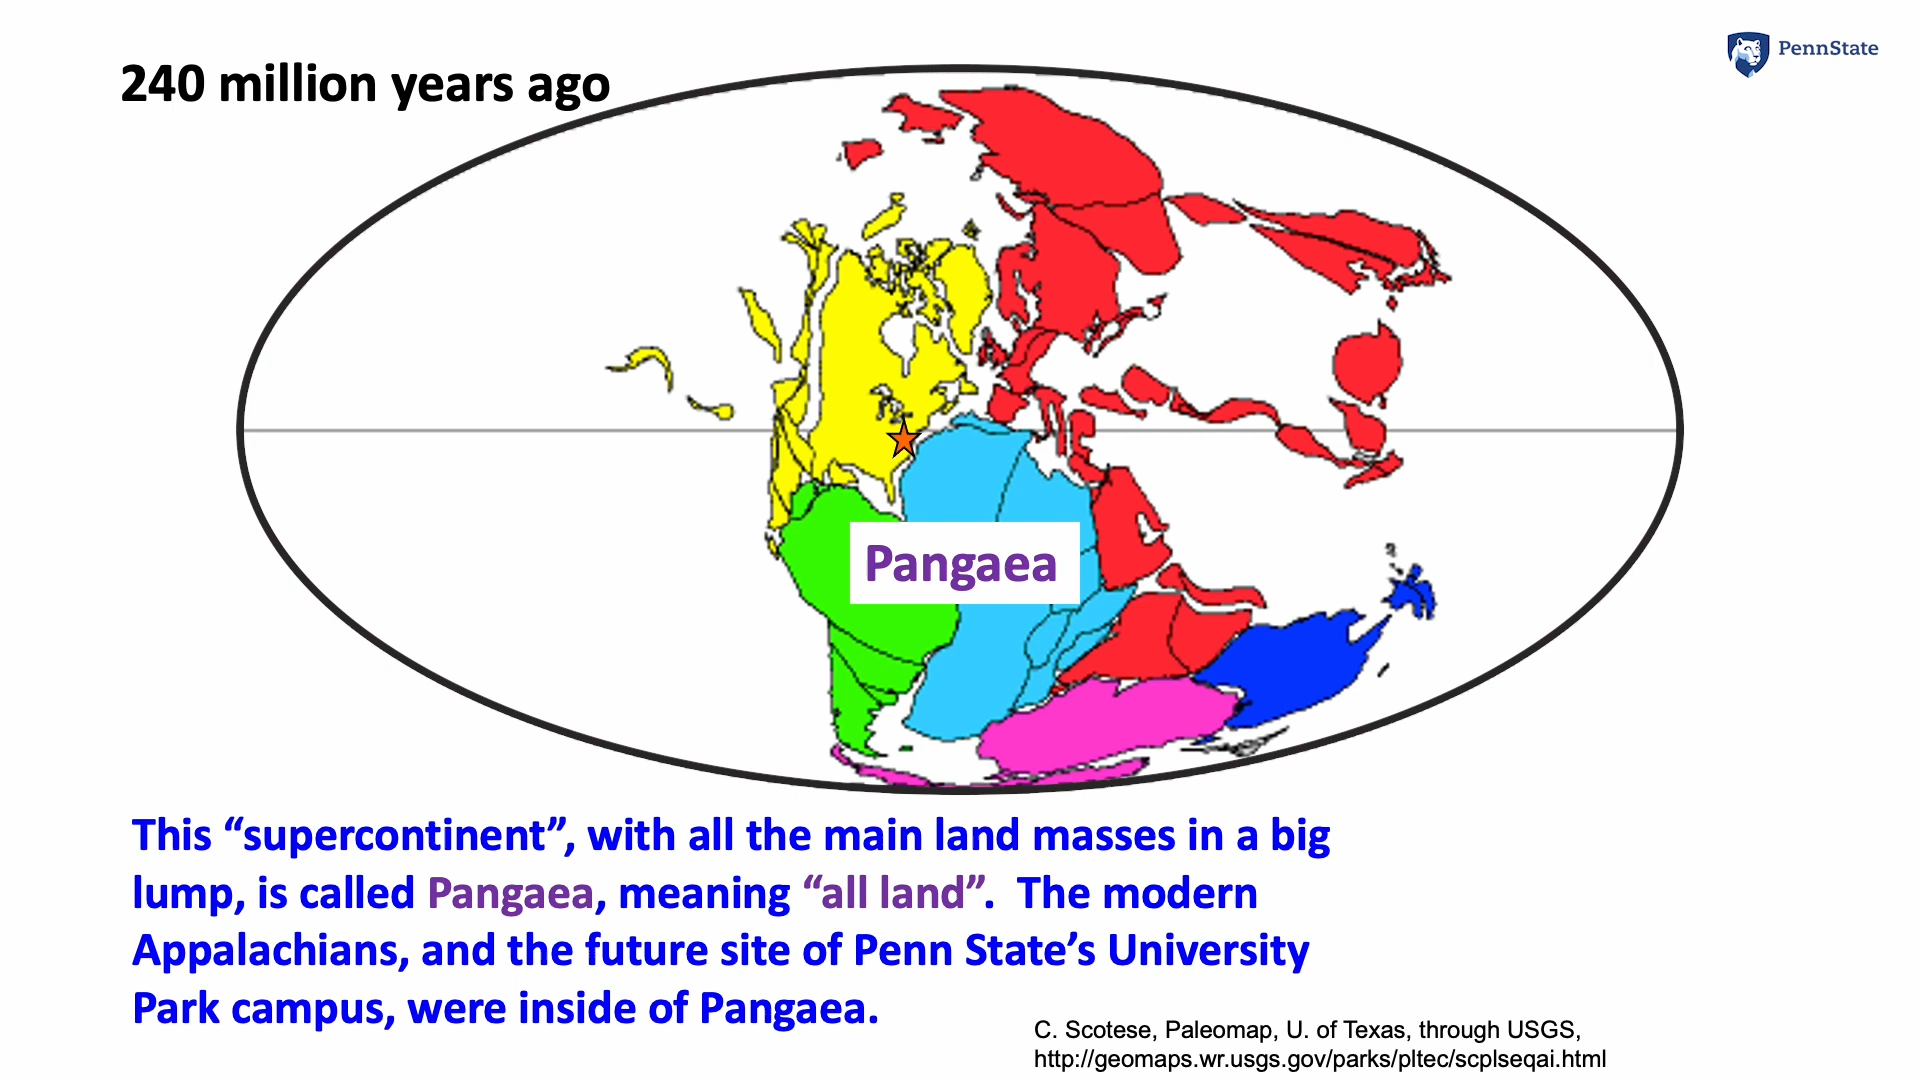 240 million years ago
PennState
Pangaea
This “supercontinent”, with all the main land masses in a big
lump, is called Pangaea, meaning “all land”.  The modern
Appalachians, and the future site of Penn State’s University
Park campus, were inside of Pangaea.
C. Scotese, Paleomap, U. of Texas, through USGS,
http://geomaps.wr.usgs.gov/parks/pltec/scplseqai.html